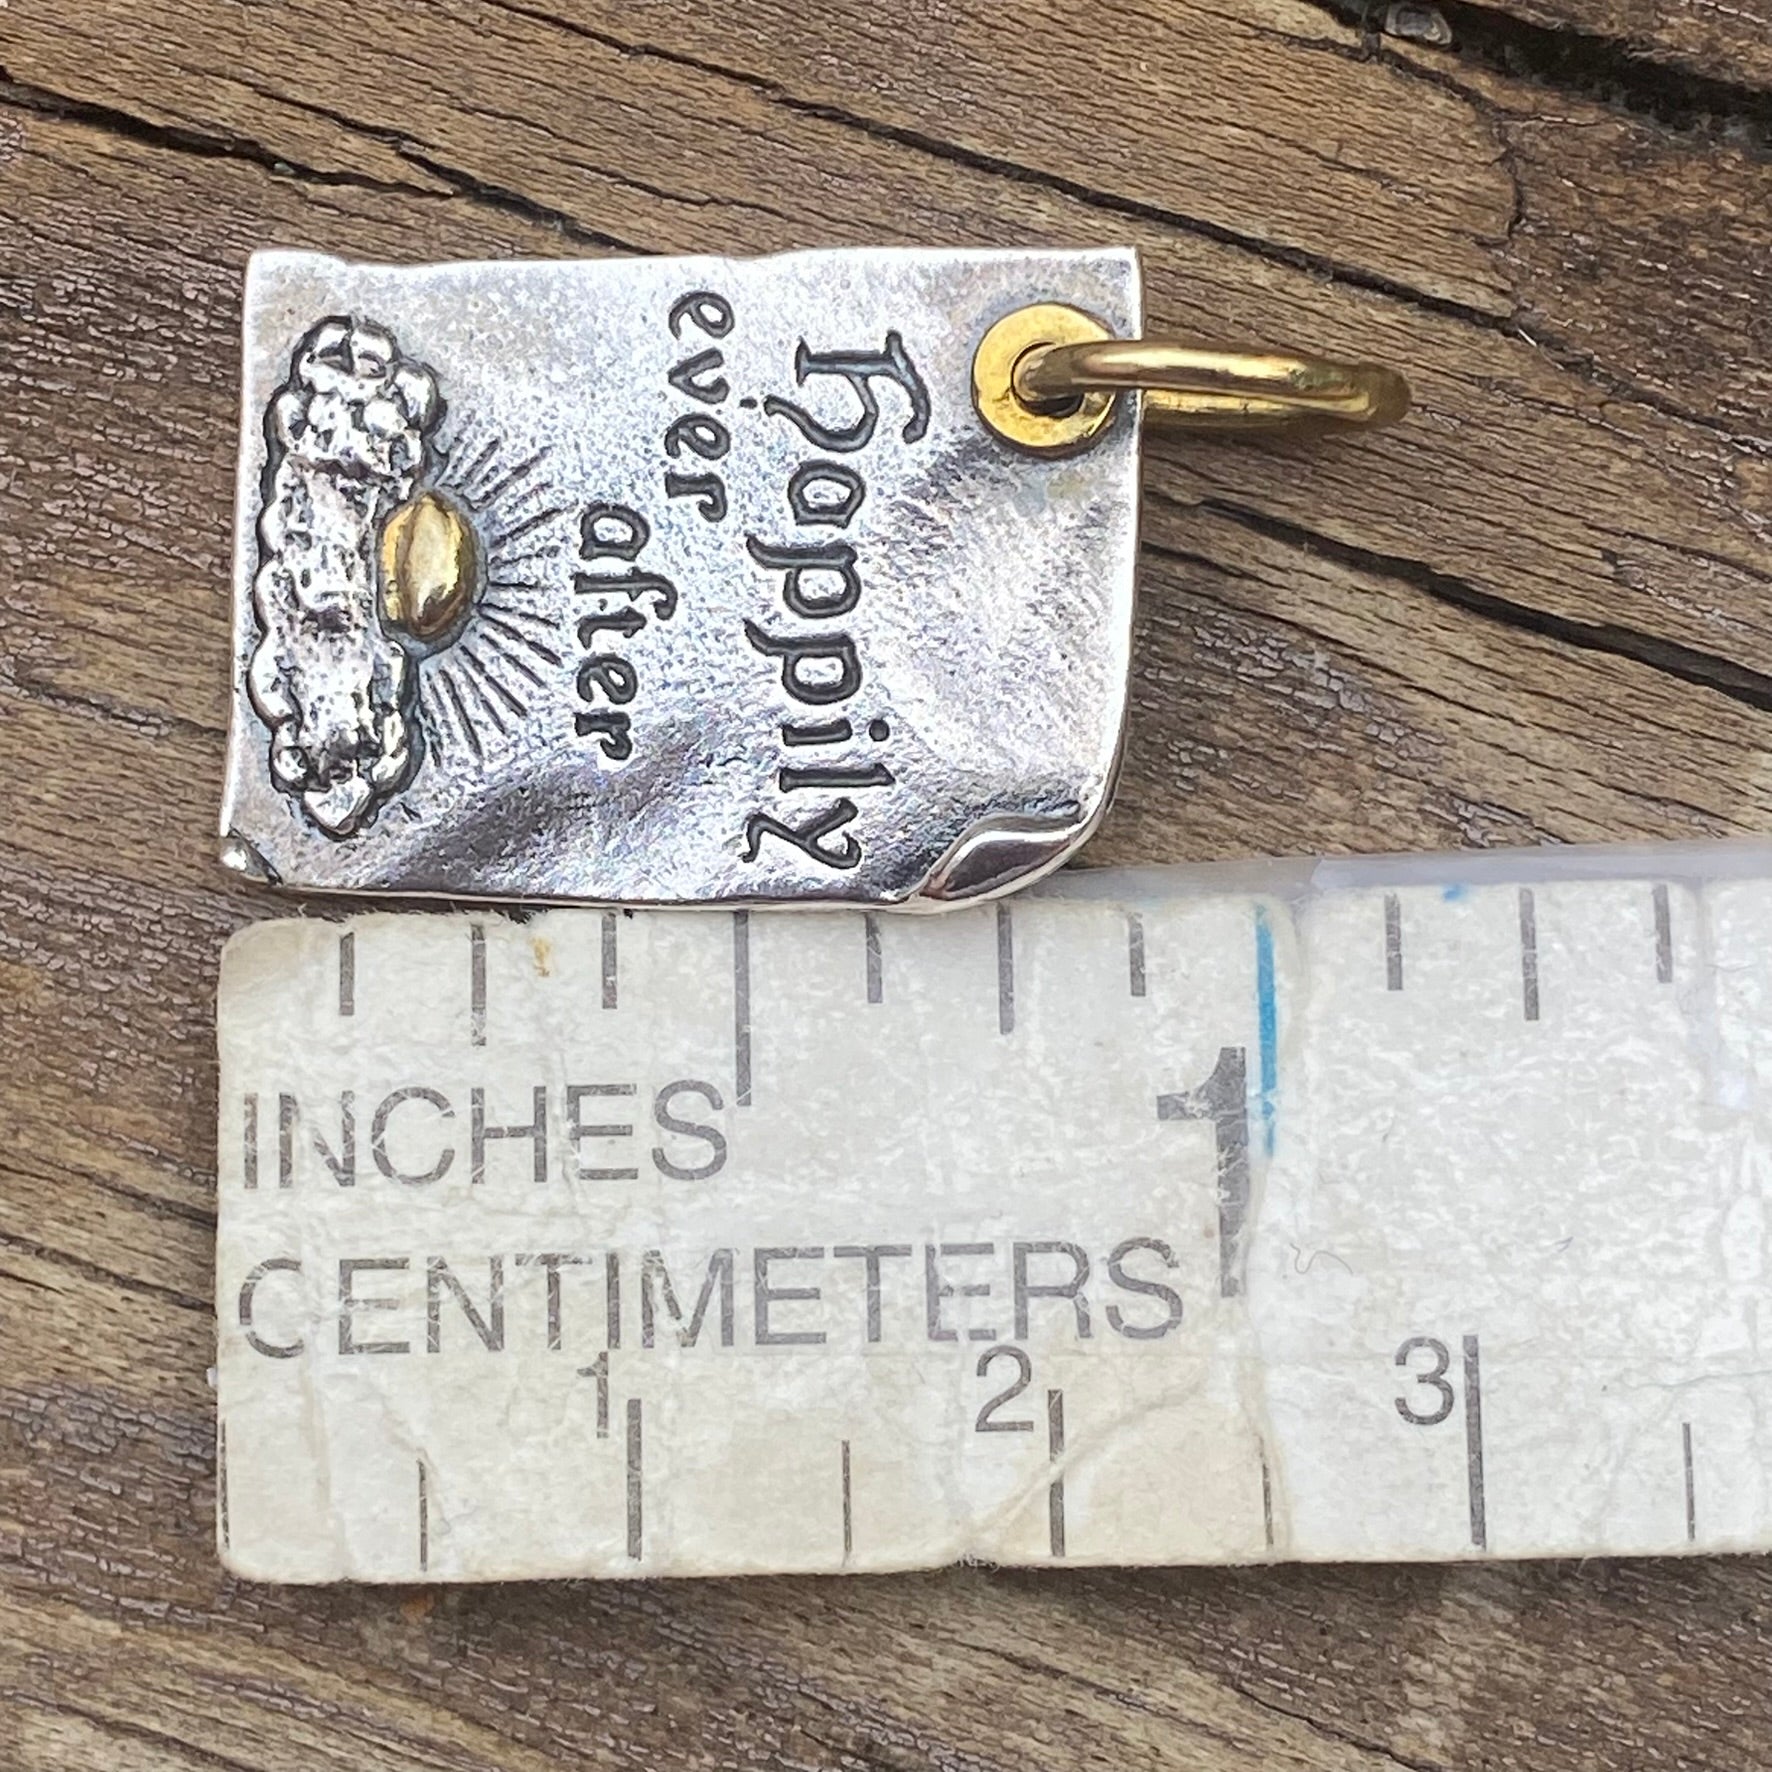 Happily
ever
after
INCHES
1
CENTIMETERS
1 2 3